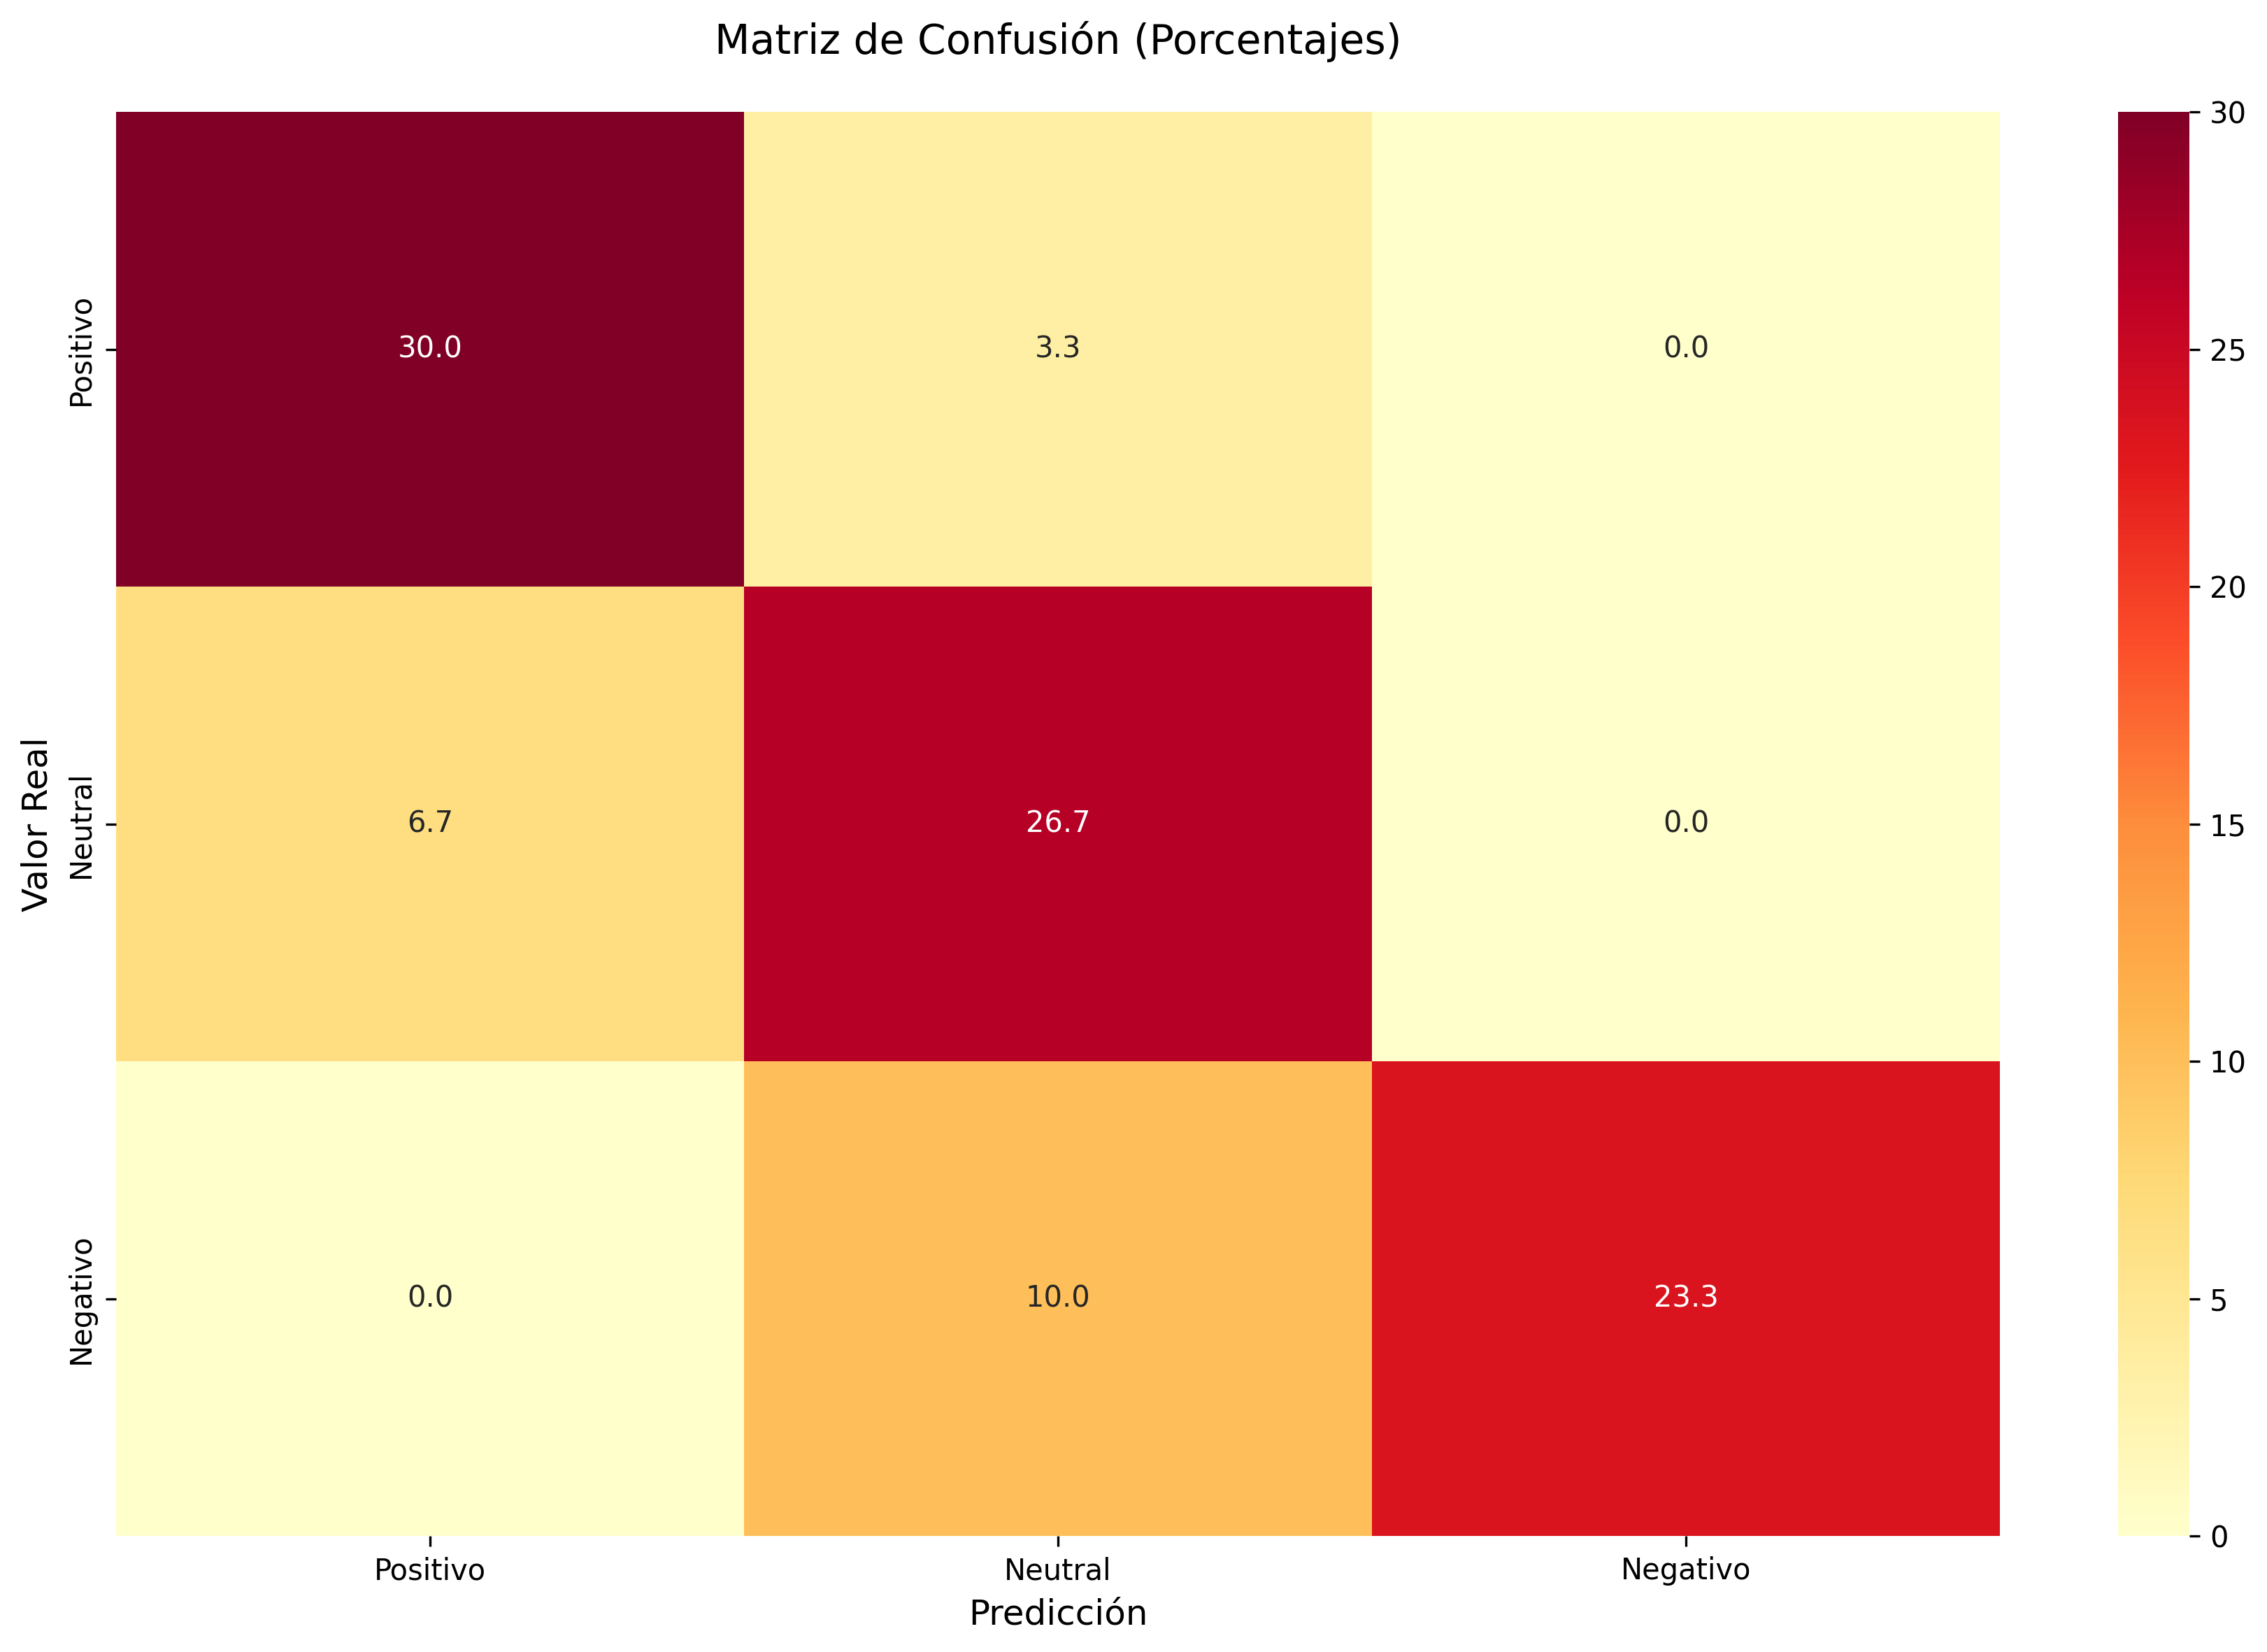 Matriz de Confusión (Porcentajes)
Valor Real
Positivo
30.0
3.3
0.0
Neutral
6.7
26.7
0.0
Negativo
0.0
10.0
23.3
Positivo
Neutral
Negativo
Predicción
30
25
20
15
10
5
0